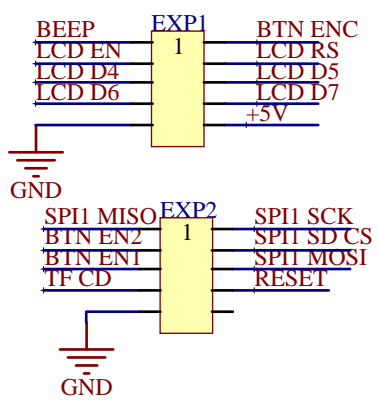 EXP1
BEEP 1 BTN ENC
LCD EN LCD RS
LCD D4 LCD D5
LCD D6 LCD D7
+5V
GND
EXP2
SPI1 MISO 1 SPI1 SCK
BTN EN2 SPI1 SD CS
BTN EN1 SPI1 MOSI
TF CD RESET
GND